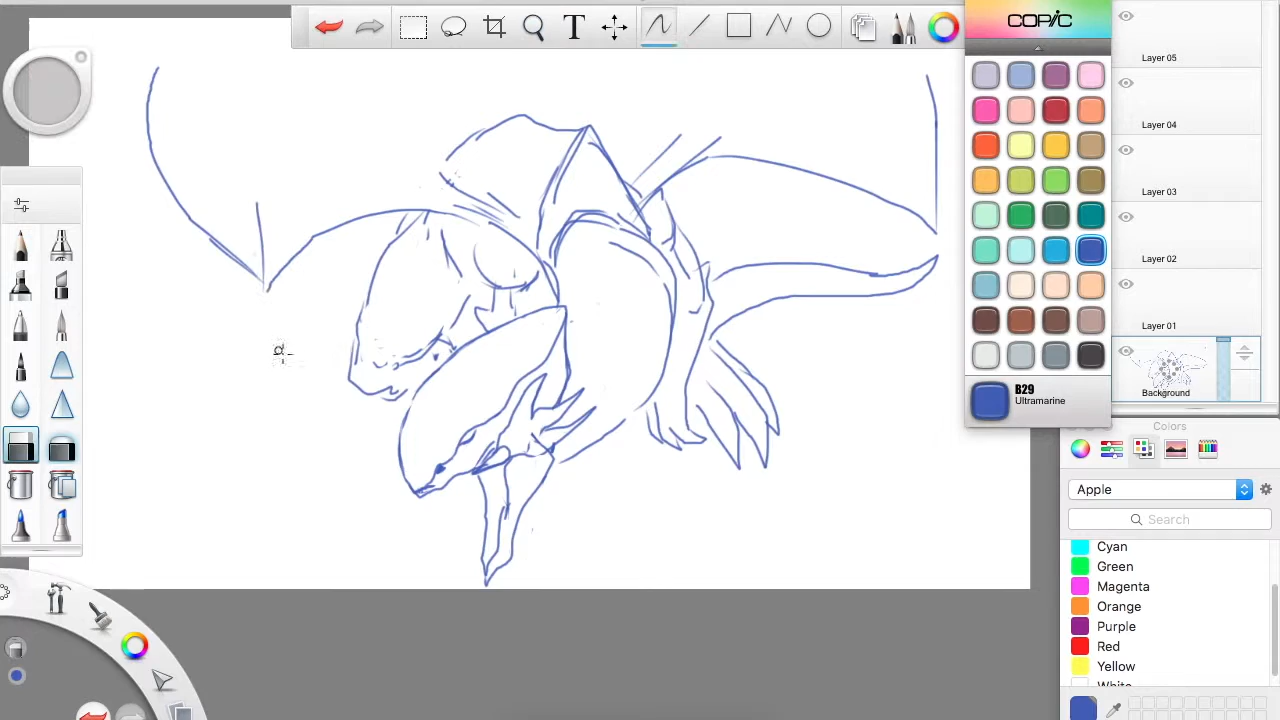 T
COPIC
Layer 05
Layer 04
Layer 03
Layer 02
Layer 01
Background
B29
Ultramarine
Colors
Apple
Search
Cyan
Green
Magenta
Orange
Purple
Red
Yellow